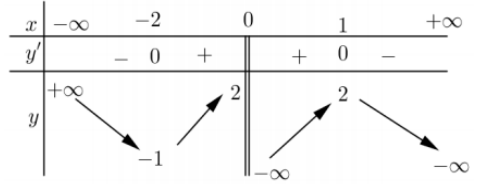 x −∞ −2 0 1 +∞
y′ − 0 + + 0 −
+∞ 2 2
y
−1 −∞ −∞